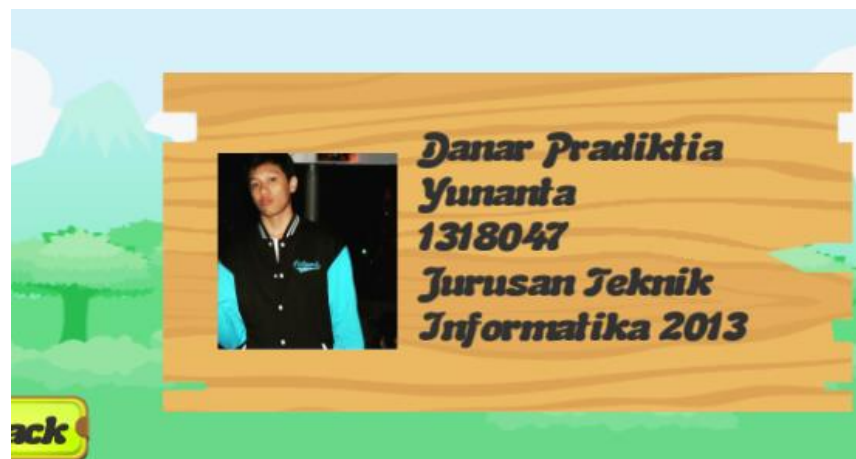 Danar Pradiktia
Yunanta
1318047
Jurusan Teknik
Informatika 2013
ack